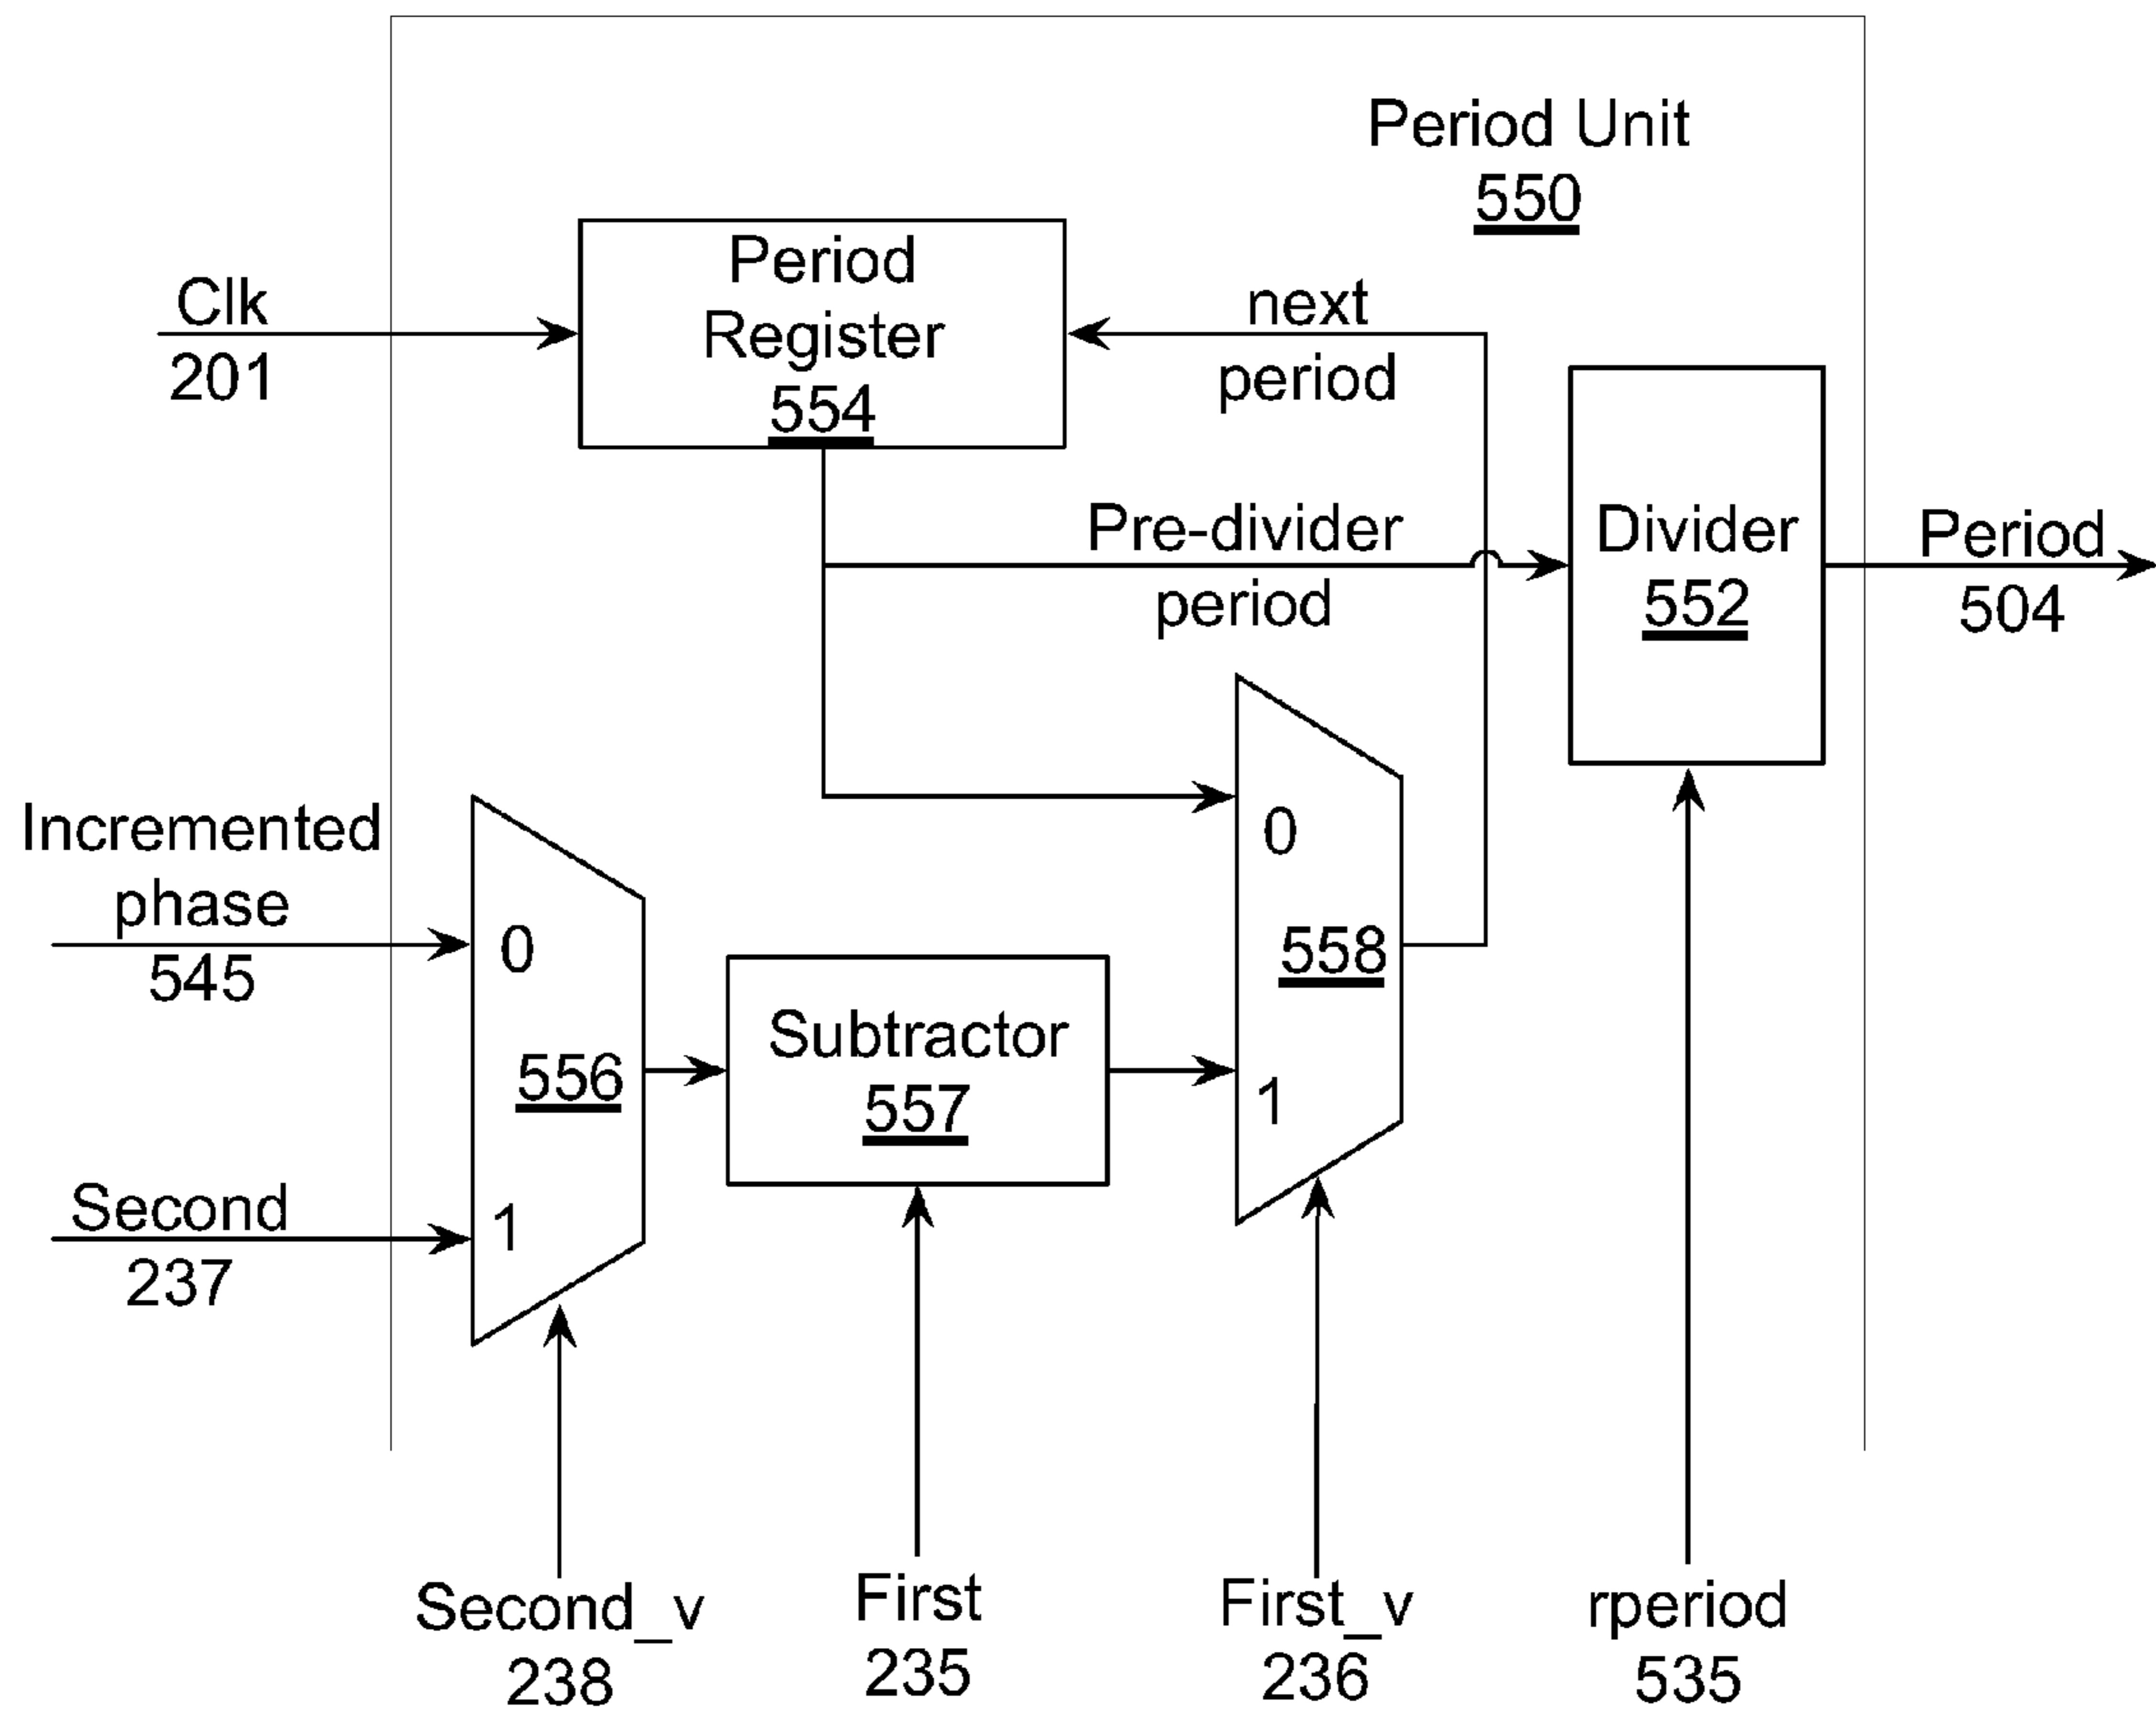 Period Unit
550
Period
Register
554
Clk
201
next
period
Divider
552
Pre-divider
period
Period
504
Incremented
phase
545
0
0
558
Subtractor
557
556
1
Second
237
1
Second_v
238
First
235
First_v
236
rperiod
535